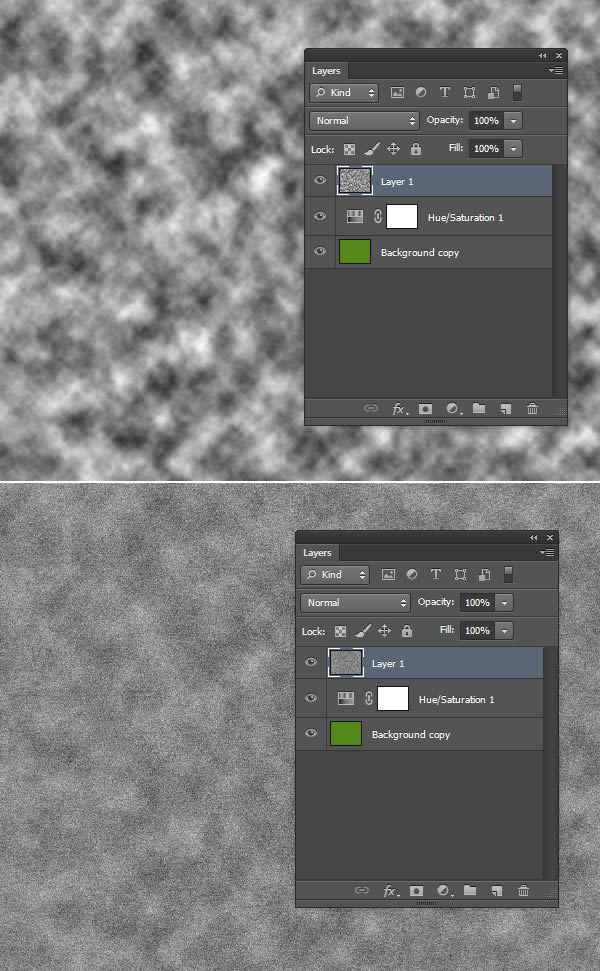 Layers
Kind
Normal Opacity: 100%
Lock: Fill: 100%
Layer 1
Hue/Saturation 1
Background copy
fx
Layers
Kind
Normal Opacity: 100%
Lock: Fill: 100%
Layer 1
Hue/Saturation 1
Background copy
fx